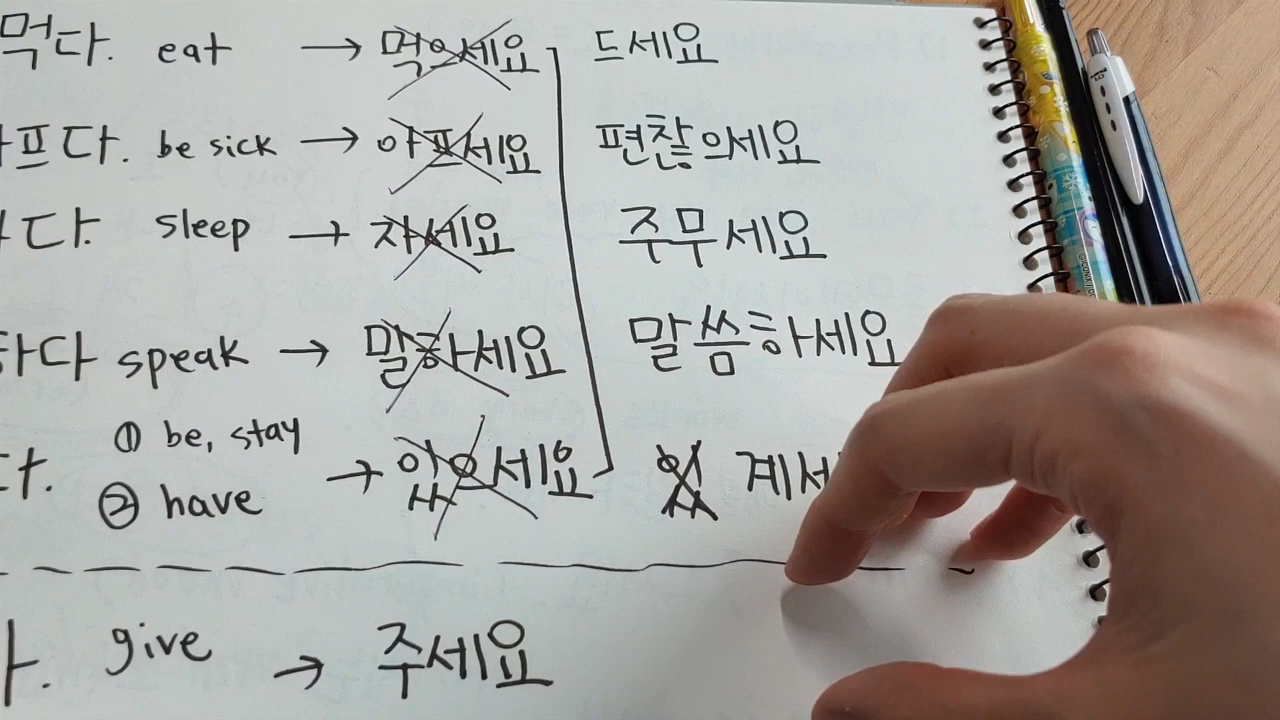 먹다. eat → 먹으세요 드세요
프다. be sick → 아프세요 편찮으세요
다. sleep → 자세요 주무세요
하다 speak → 말하세요 말씀하세요
① be, stay
다. → 있으세요 있 계세
② have
다. give → 주세요